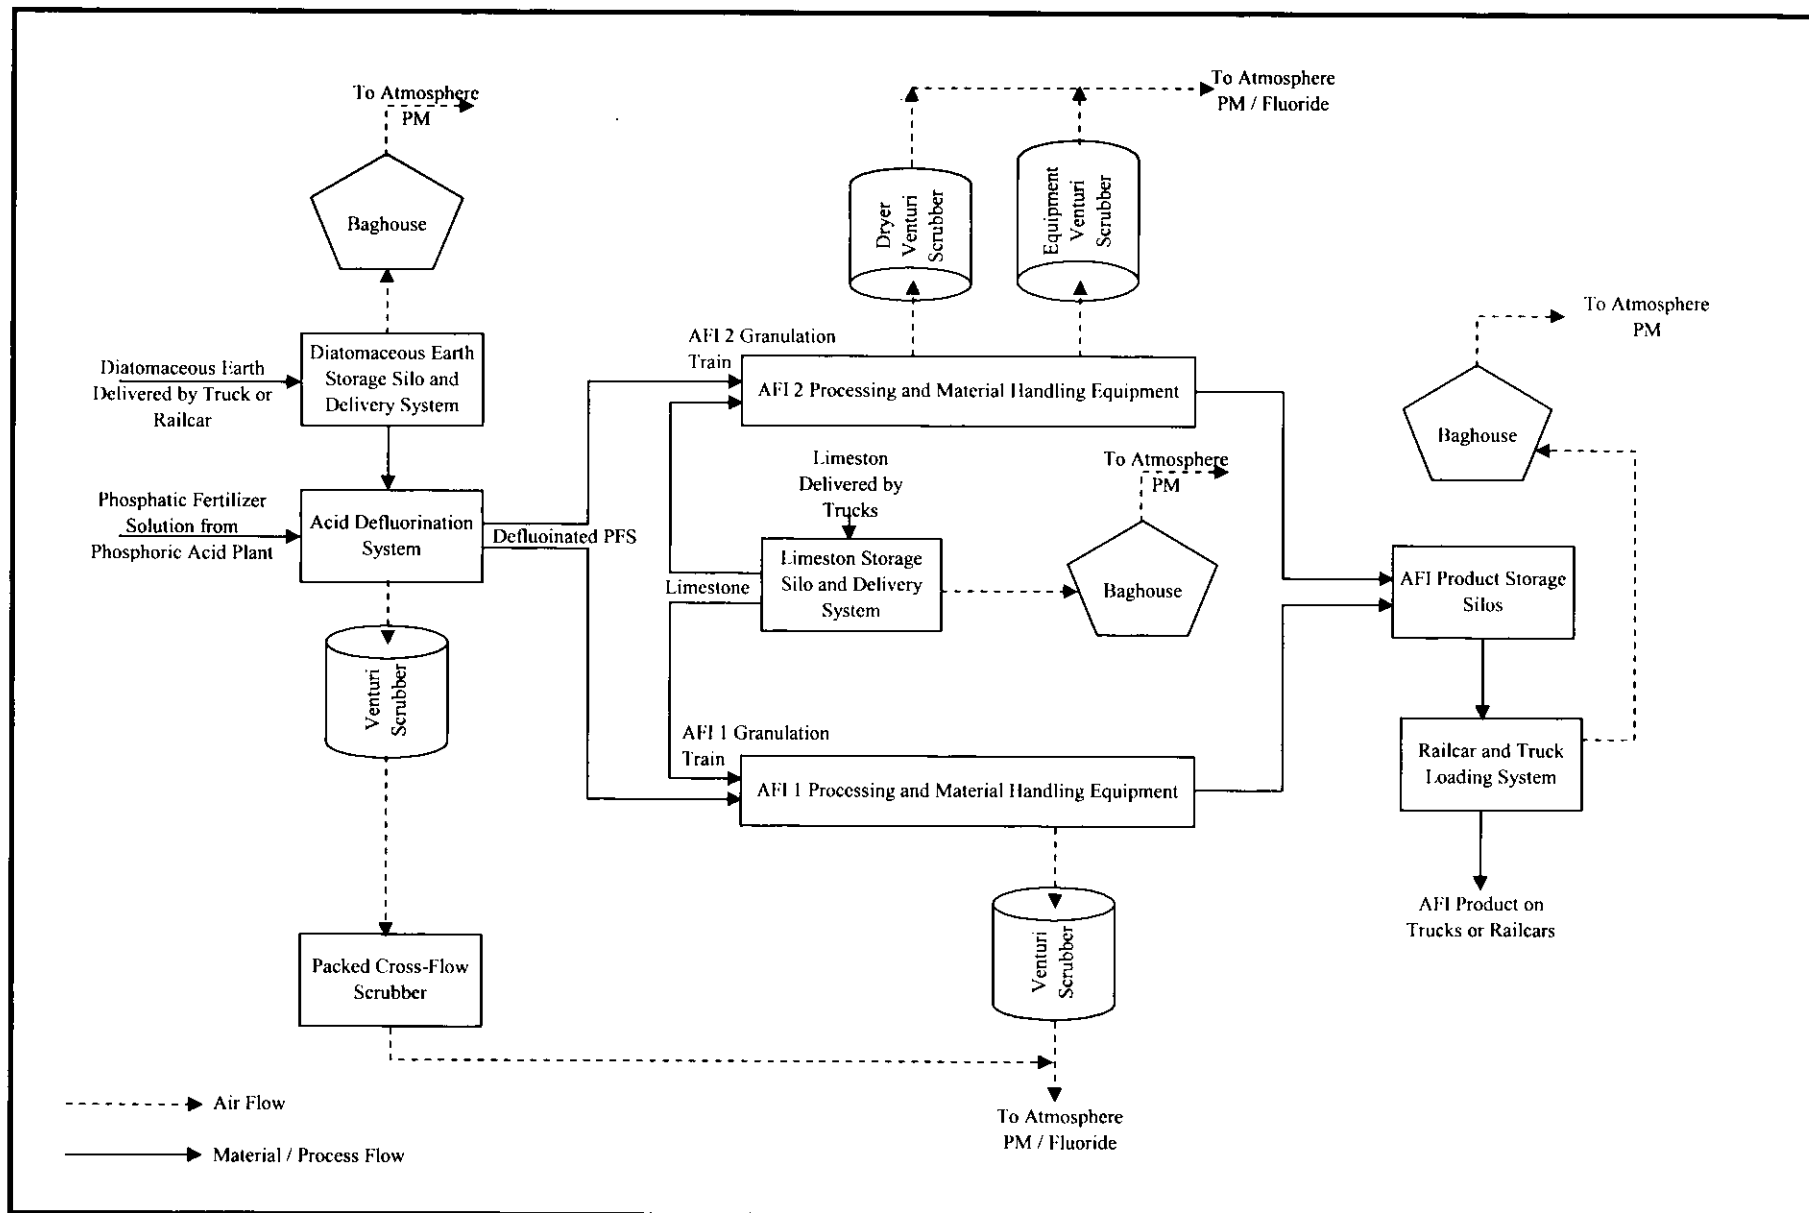 To Atmosphere
PM
Baghouse
Diatomaceous Earth
Delivered by Truck or
Railcar
Diatomaceous Earth
Storage Silo and
Delivery System
Phosphatic Fertilizer
Solution from
Phosphoric Acid Plant
Acid Defluorination
System
Defluoinated PFS
Venturi
Scrubber
Packed Cross-Flow
Scrubber
To Atmosphere
PM / Fluoride
Dryer
Venturi
Scrubber
Equipment
Venturi
Scrubber
AFI 2 Granulation
Train
AFI 2 Processing and Material Handling Equipment
Limeston
Delivered by
Trucks
Limestone
Limeston Storage
Silo and Delivery
System
To Atmosphere
PM
Baghouse
AFI 1 Granulation
Train
AFI 1 Processing and Material Handling Equipment
Venturi
Scrubber
To Atmosphere
PM / Fluoride
To Atmosphere
PM
Baghouse
AFI Product Storage
Silos
Railcar and Truck
Loading System
AFI Product on
Trucks or Railcars
Air Flow
Material / Process Flow